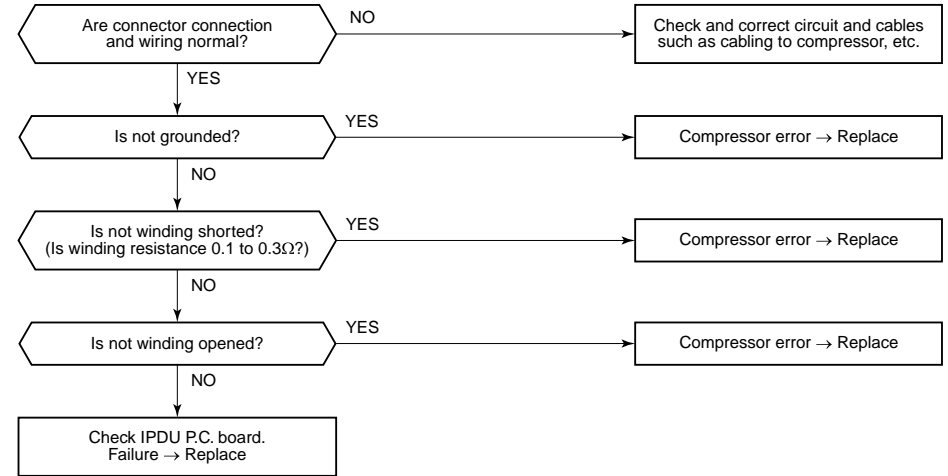 Are connector connection
and wiring normal?
NO
Check and correct circuit and cables
such as cabling to compressor, etc.
YES
Is not grounded?
YES
Compressor error → Replace
NO
Is not winding shorted?
(Is winding resistance 0.1 to 0.3Ω?)
YES
Compressor error → Replace
NO
Is not winding opened?
YES
Compressor error → Replace
NO
Check IPDU P.C. board.
Failure → Replace